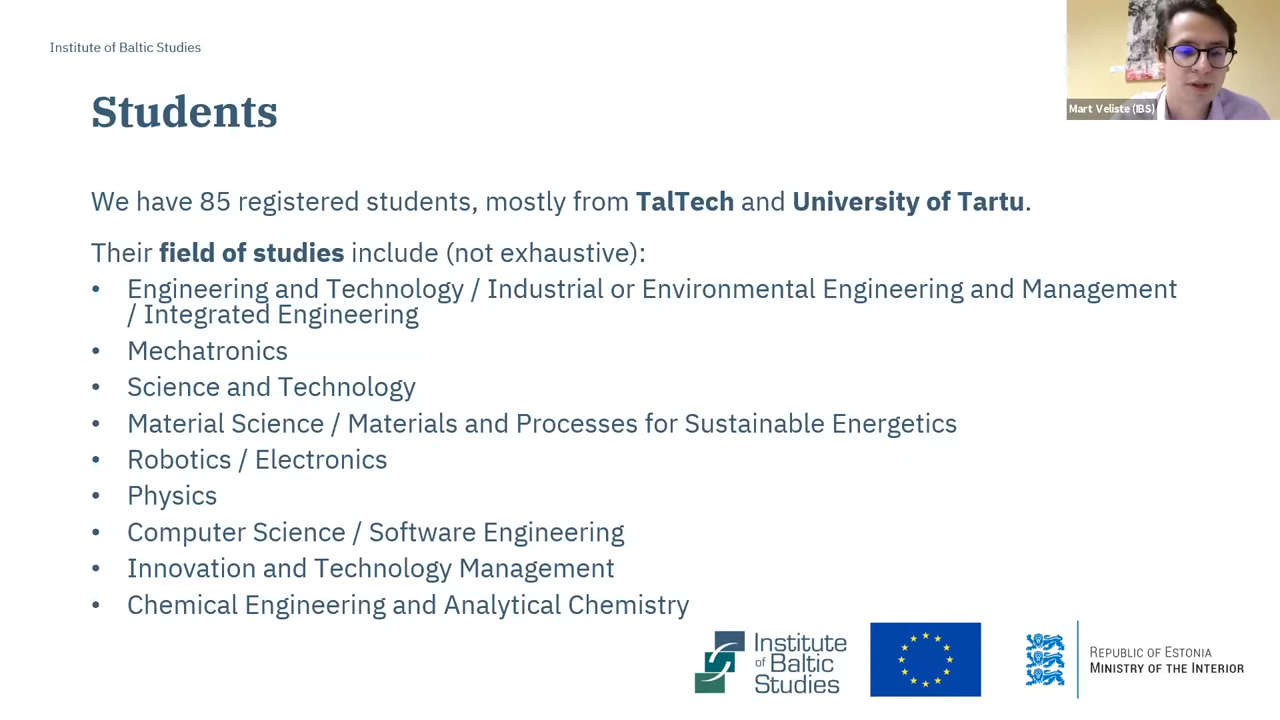 Institute of Baltic Studies
Mart Veliste (IBS)
Students
We have 85 registered students, mostly from TalTech and University of Tartu.
Their field of studies include (not exhaustive):
• Engineering and Technology / Industrial or Environmental Engineering and Management
/ Integrated Engineering
• Mechatronics
• Science and Technology
• Material Science / Materials and Processes for Sustainable Energetics
• Robotics / Electronics
• Physics
• Computer Science / Software Engineering
• Innovation and Technology Management
• Chemical Engineering and Analytical Chemistry
Institute
of Baltic
Studies
REPUBLIC OF ESTONIA
MINISTRY OF THE INTERIOR